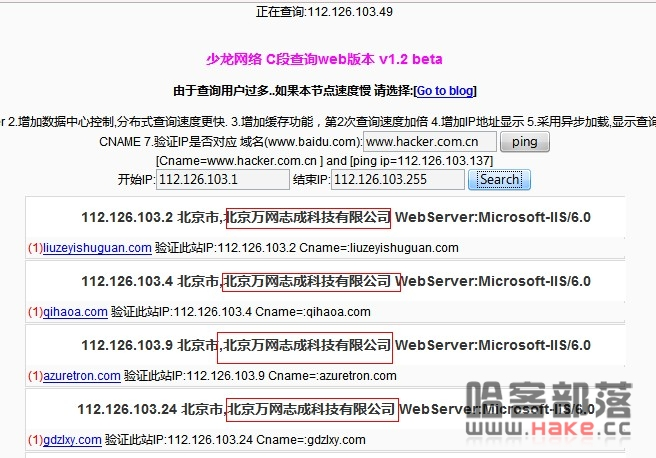 正在查询:112.126.103.49
少龙网络 C段查询web版本 v1.2 beta
由于查询用户过多..如果本节点速度慢 请选择:[Go to blog]
er 2.增加数据中心控制,分布式查询速度更快. 3.增加缓存功能，第2次查询速度加倍 4.增加IP地址显示 5.采用异步加载,显示查询
CNAME 7.验证IP是否对应 域名(www.baidu.com): www.hacker.com.cn ping
[Cname=www.hacker.com.cn ] and [ping ip=112.126.103.137]
开始IP: 112.126.103.1 结束IP: 112.126.103.255 Search
112.126.103.2 北京市,北京万网志成科技有限公司 WebServer:Microsoft-IIS/6.0
(1)liuzeyishuguan.com 验证此站IP:112.126.103.2 Cname=:liuzeyishuguan.com
112.126.103.4 北京市,北京万网志成科技有限公司 WebServer:Microsoft-IIS/6.0
(1)qihaoa.com 验证此站IP:112.126.103.4 Cname=:qihaoa.com
112.126.103.9 北京市,北京万网志成科技有限公司 WebServer:Microsoft-IIS/6.0
(1)azuretron.com 验证此站IP:112.126.103.9 Cname=:azuretron.com
112.126.103.24 北京市,北京万网志成科技有限公司 WebServer:Microsoft-IIS/6.0
(1)gdzlxy.com 验证此站IP:112.126.103.24 Cname=:gdzlxy.com
哈客部落
www.HAKE.cc